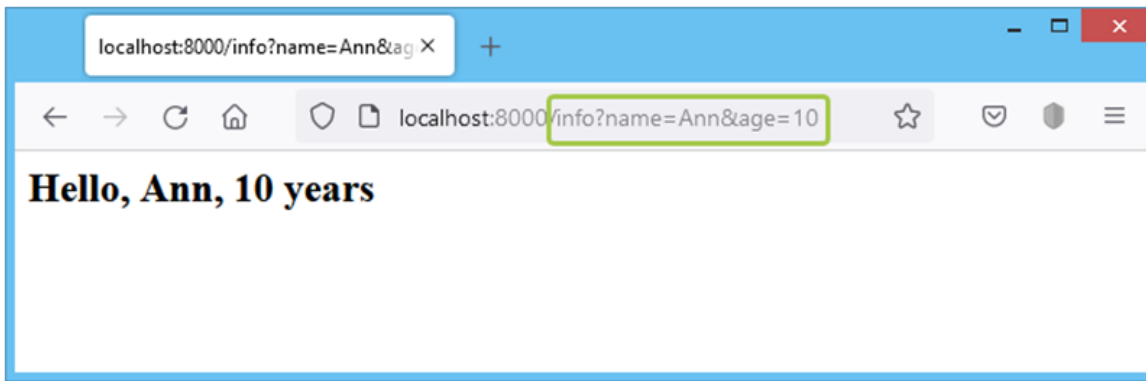 localhost:8000/info?name=Ann&ag
localhost:8000/info?name=Ann&age=10
Hello, Ann, 10 years